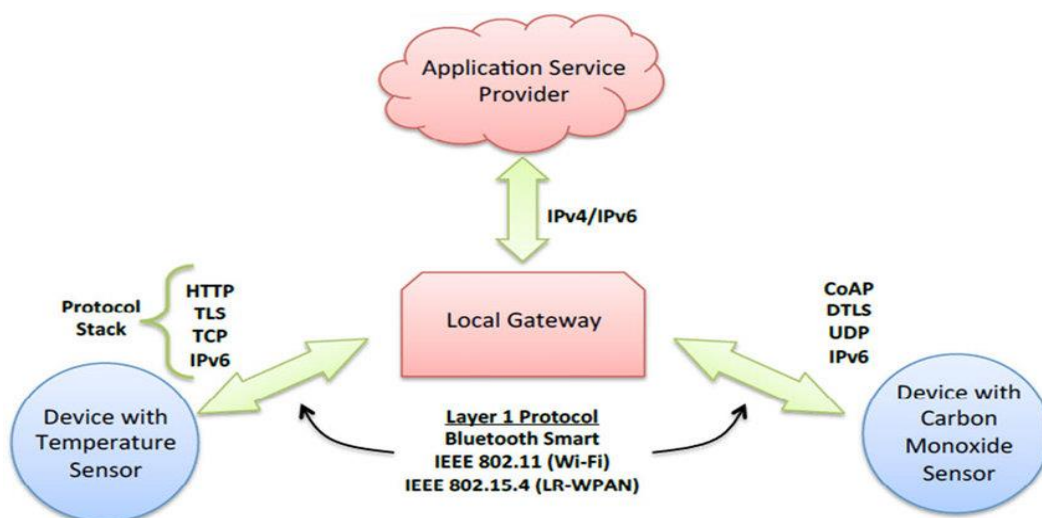 Application Service
Provider
IPv4/IPv6
Protocol
Stack
HTTP
TLS
TCP
IPv6
Local Gateway
CoAP
DTLS
UDP
IPv6
Device with
Temperature
Sensor
Layer 1 Protocol
Bluetooth Smart
IEEE 802.11 (Wi-Fi)
IEEE 802.15.4 (LR-WPAN)
Device with
Carbon
Monoxide
Sensor